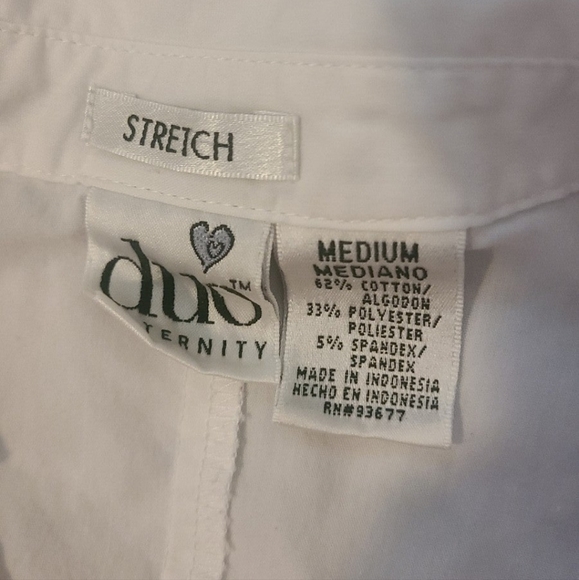 STRETCH
duo™
TERNITY
MEDIUM
MEDIANO
62% COTTON/
ALGODON
33% POLYESTER/
POLIESTER
5% SPANDEX/
SPANDEX
MADE IN INDONESIA
HECHO EN INDONESIA
RN#93677